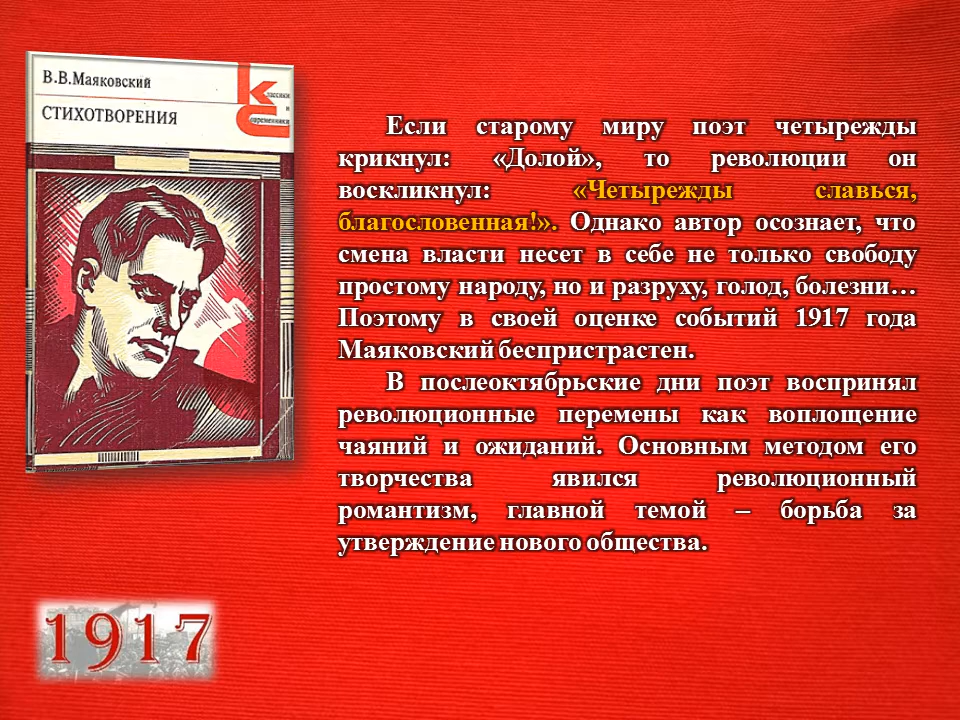 В.В.Маяковский
СТИХОТВОРЕНИЯ
Классики
и
современники
Если старому миру поэт четырежды
крикнул: «Долой», то революции он
воскликнул: «Четырежды славься,
благословенная!». Однако автор осознает, что
смена власти несет в себе не только свободу
простому народу, но и разруху, голод, болезни…
Поэтому в своей оценке событий 1917 года
Маяковский беспристрастен.
В послеоктябрьские дни поэт воспринял
революционные перемены как воплощение
чаяний и ожиданий. Основным методом его
творчества явился революционный
романтизм, главной темой – борьба за
утверждение нового общества.
1917